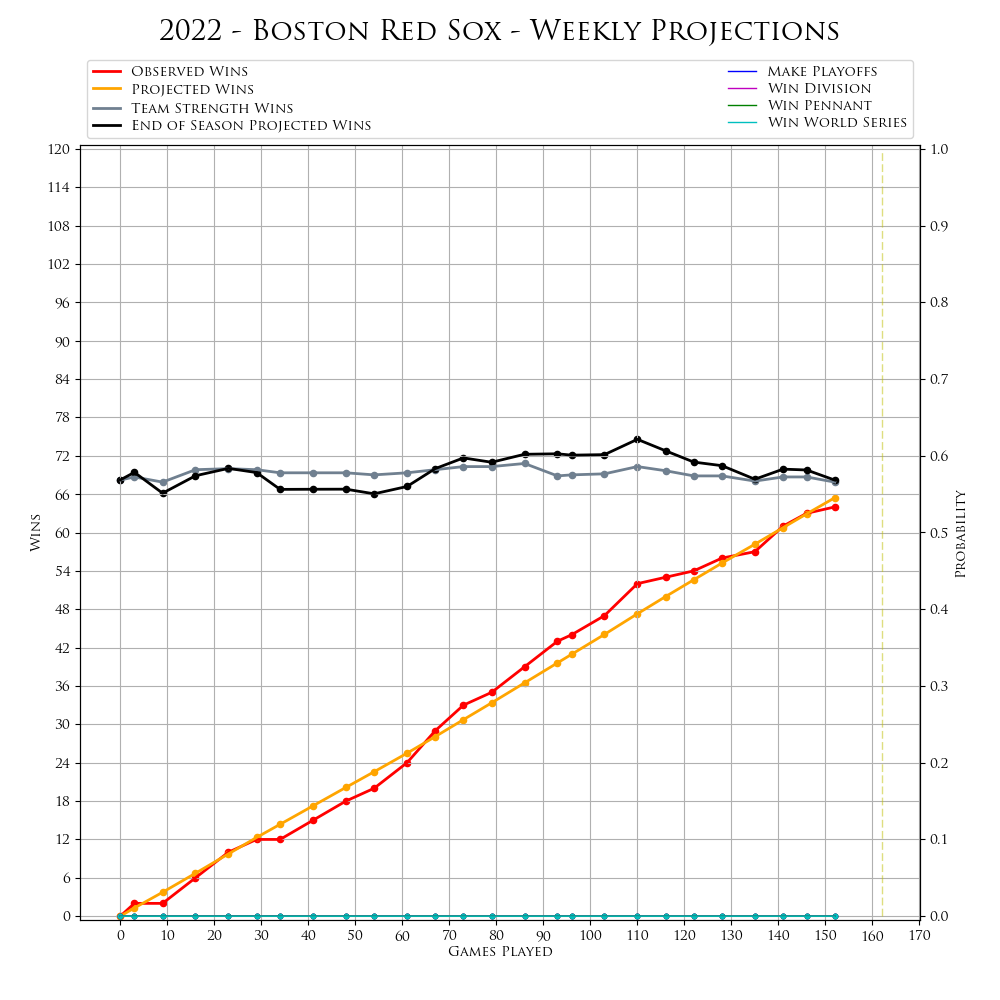 2022 - Boston Red Sox - Weekly Projections
Observed Wins
Projected Wins
Team Strength Wins
End of Season Projected Wins
Make Playoffs
Win Division
Win Pennant
Win World Series
120
114
108
102
96
90
84
78
72
66
60
54
48
42
36
30
24
18
12
6
0
Wins
1.0
0.9
0.8
0.7
0.6
0.5
0.4
0.3
0.2
0.1
0.0
Probability
0 10 20 30 40 50 60 70 80 90 100 110 120 130 140 150 160 170
Games Played